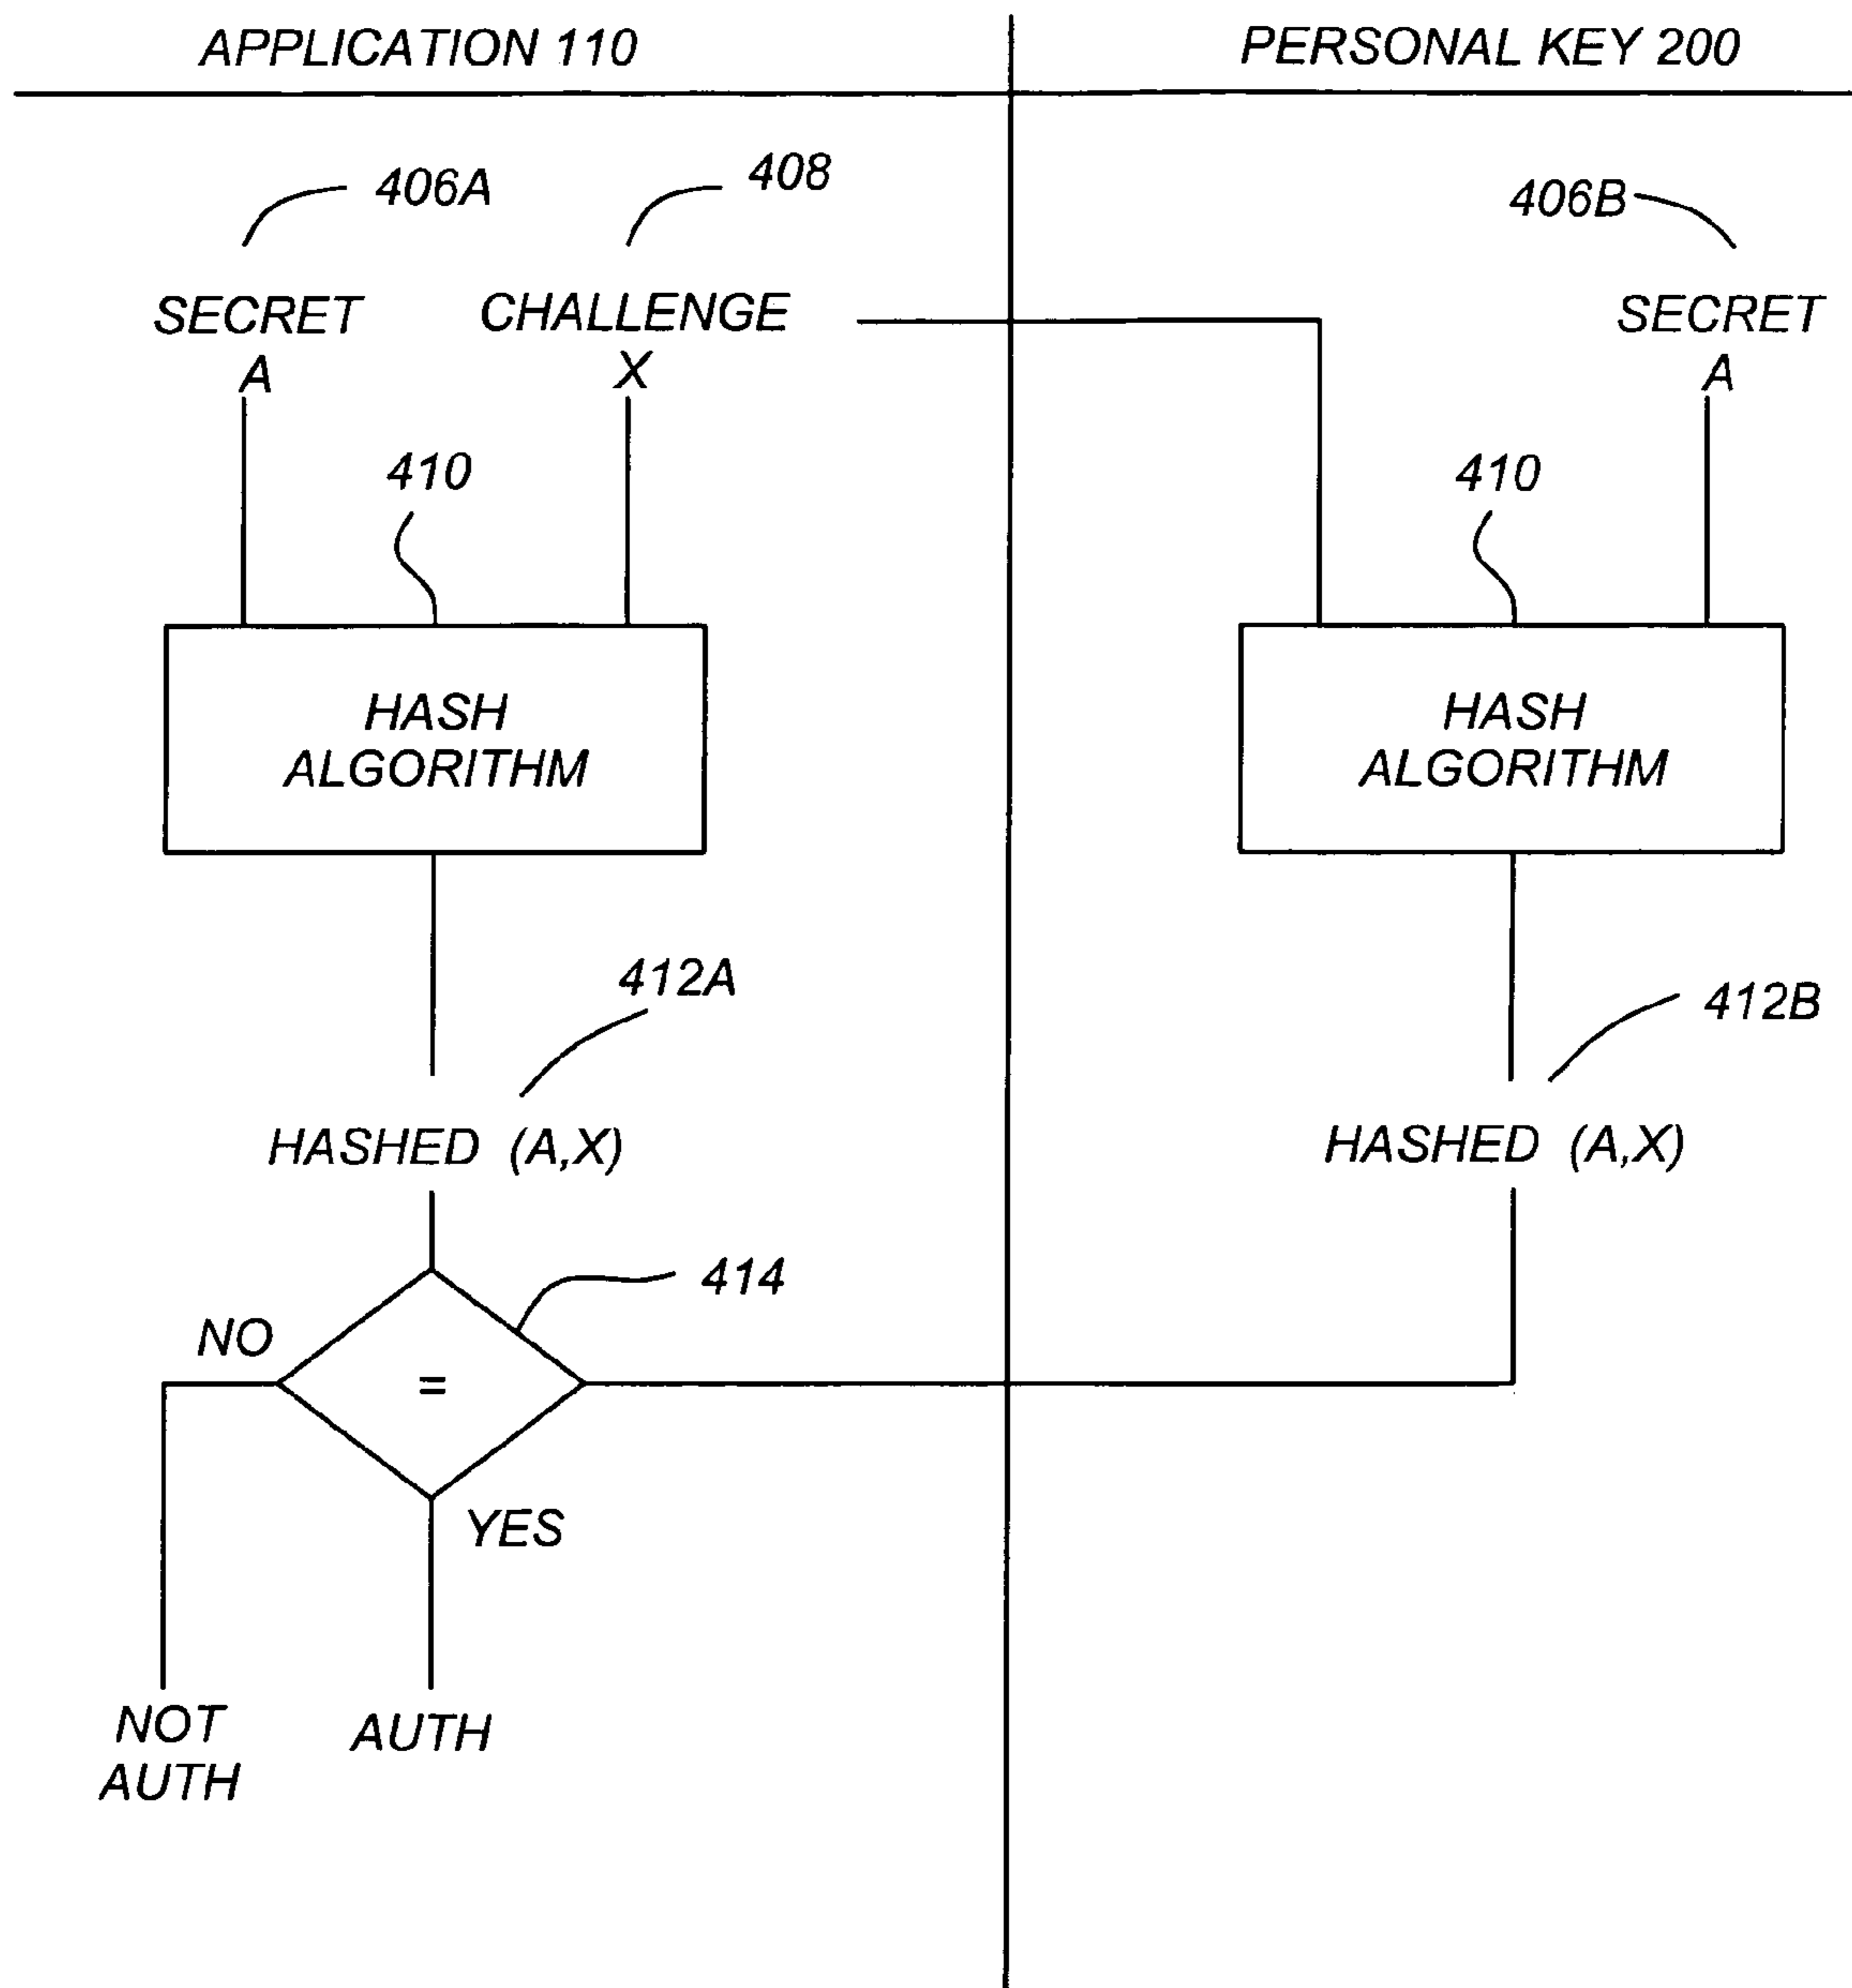 APPLICATION 110
PERSONAL KEY 200
406A
408
406B
SECRET
A
CHALLENGE
X
SECRET
A
410
410
HASH
ALGORITHM
HASH
ALGORITHM
412A
412B
HASHED (A,X)
HASHED (A,X)
414
NO
=
YES
NOT
AUTH
AUTH